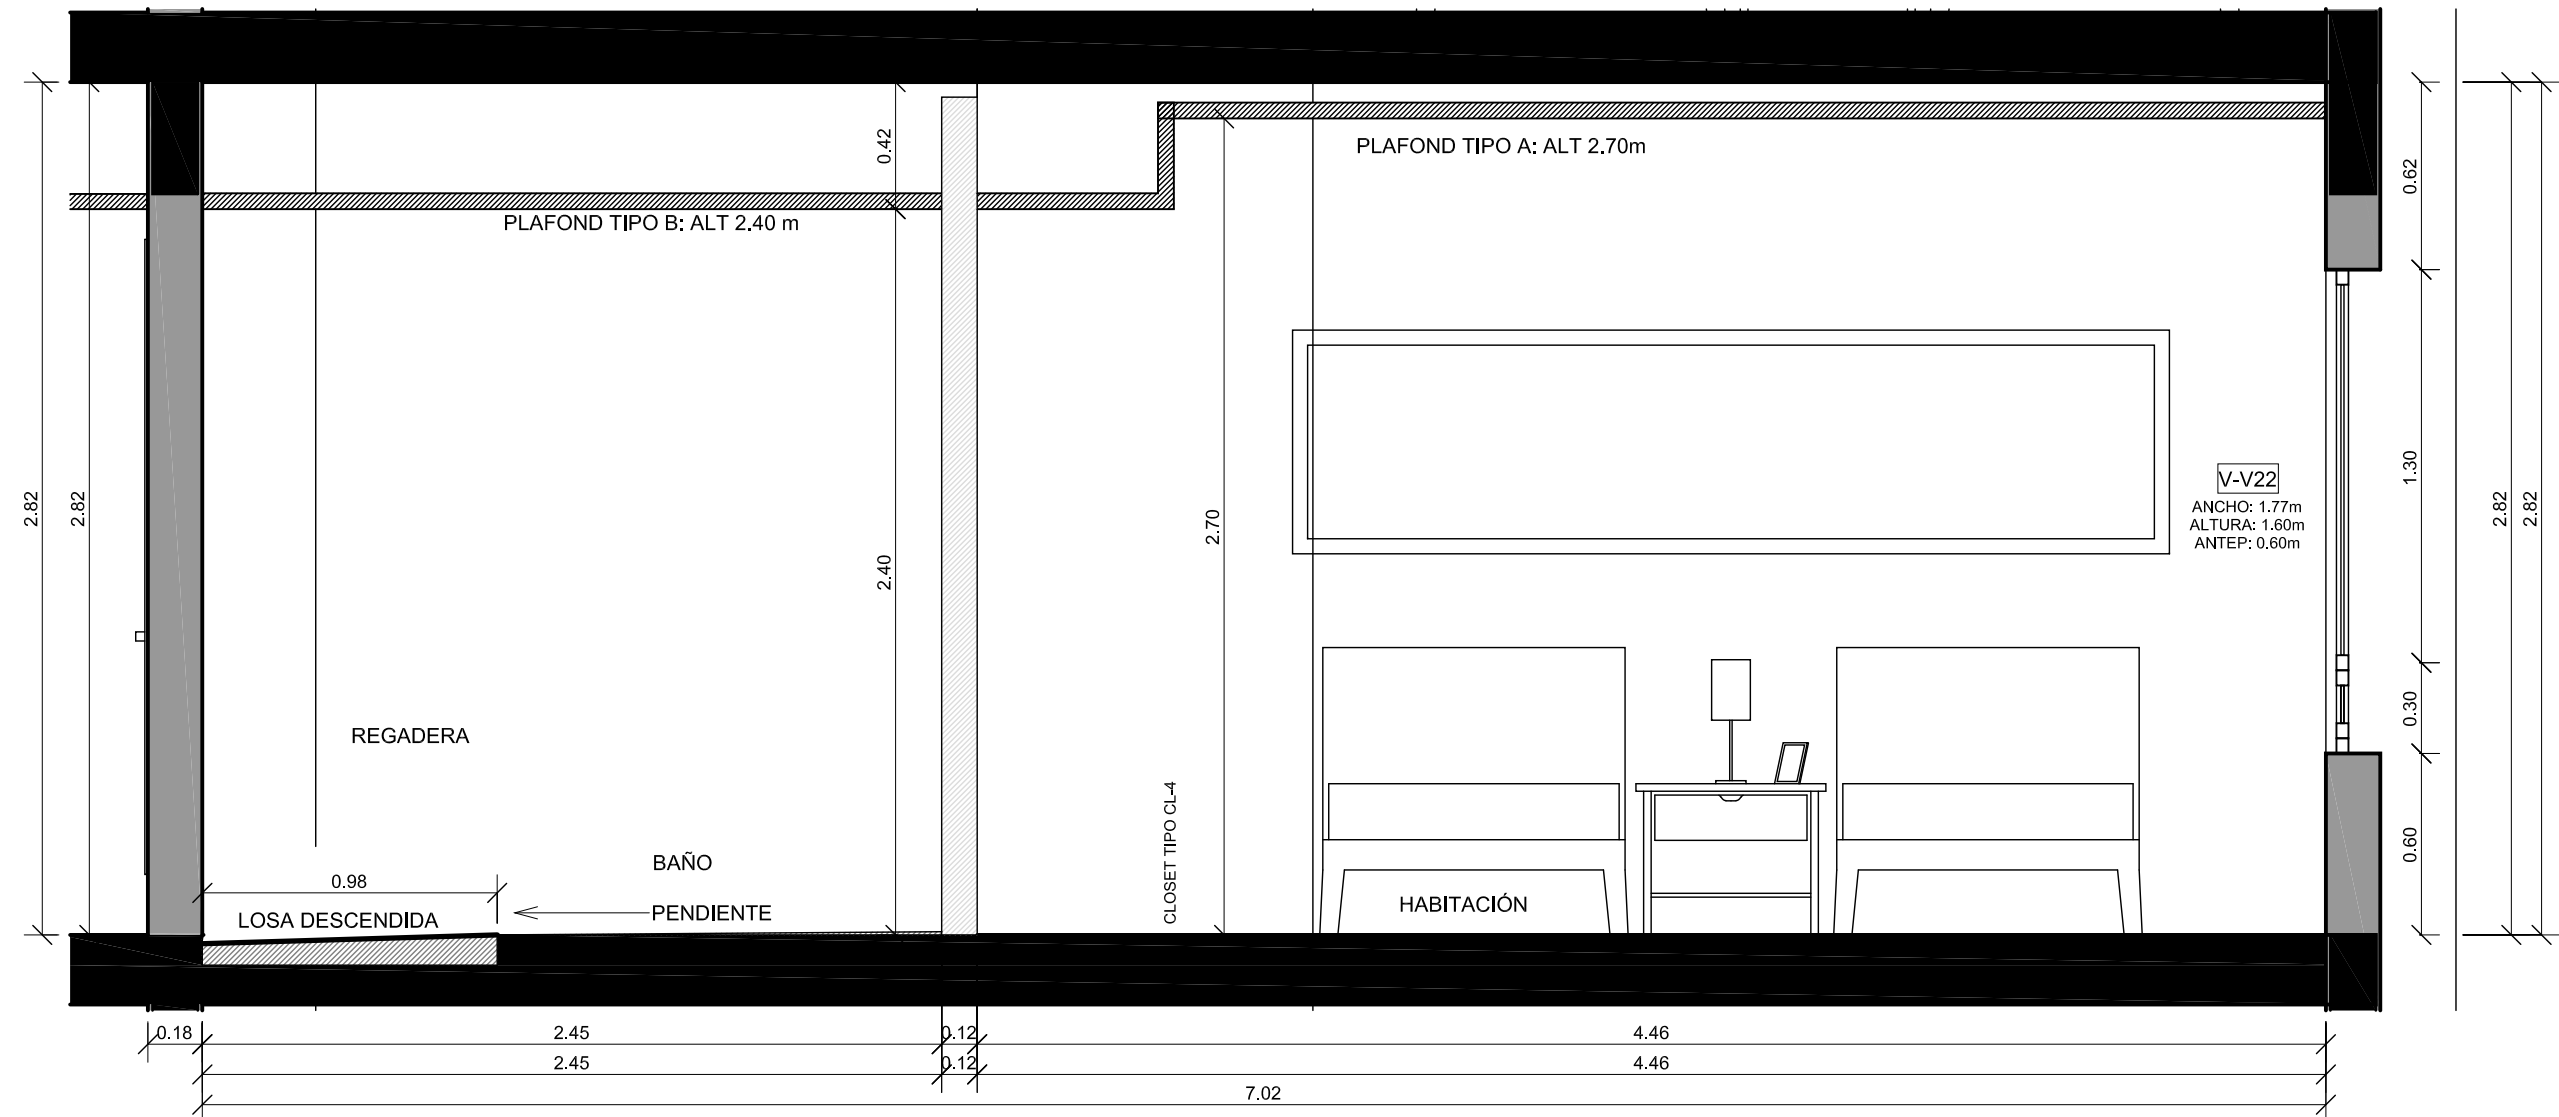 0.42
PLAFOND TIPO A: ALT 2.70m
0.62
PLAFOND TIPO B: ALT 2.40 m
2.82
2.82
2.40
2.70
V-V22
ANCHO: 1.77m
ALTURA: 1.60m
ANTEP: 0.60m
1.30
2.82
2.82
REGADERA
0.30
CLOSET TIPO CL-4
0.60
BAÑO
0.98
LOSA DESCENDIDA
PENDIENTE
HABITACIÓN
0.18
2.45
0.12
4.46
2.45
0.12
4.46
7.02